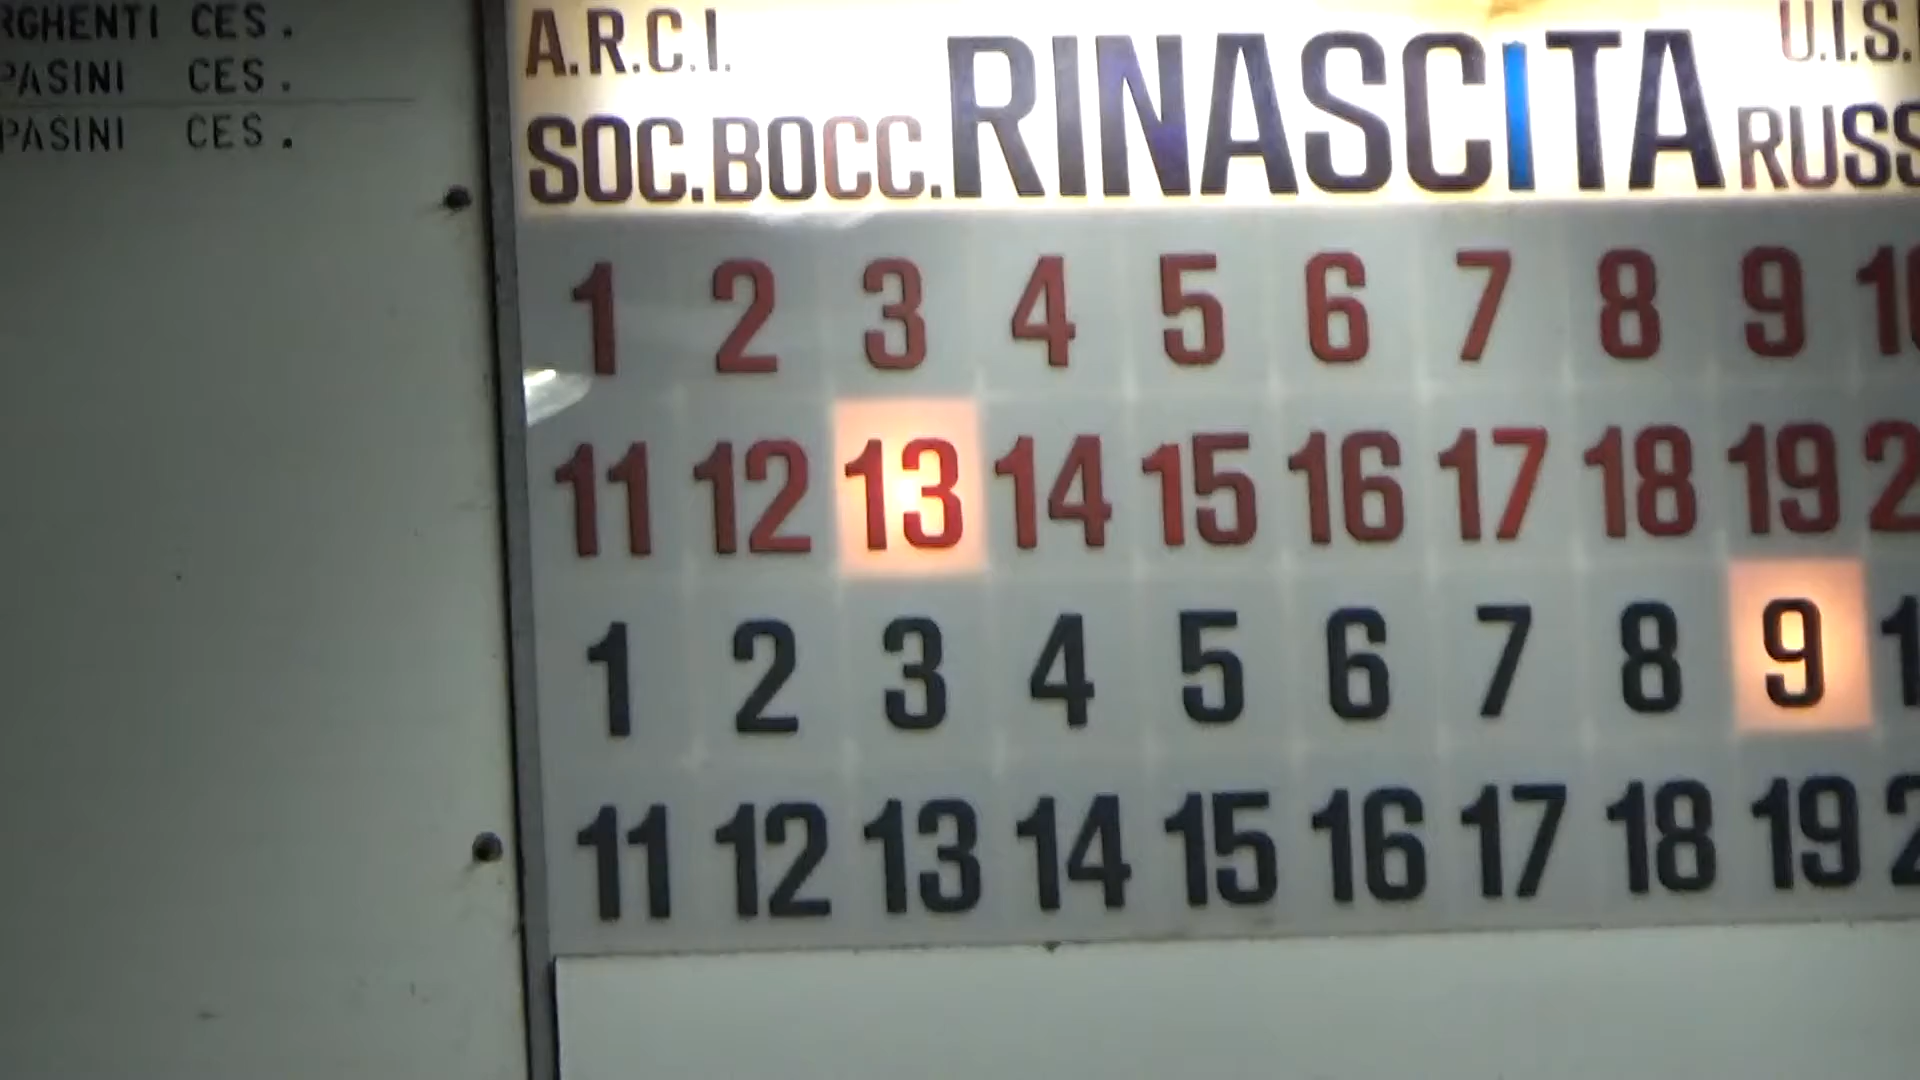 CES.
PASINI CES.
PASINI CES.
A.R.C.I.
SOC.BOCC. RINASCITA
1 2 3 4 5 6 7 8 9 10
11 12 13 14 15 16 17 18 19
1 2 3 4 5 6 7 8 9
11 12 13 14 15 16 17 18 19